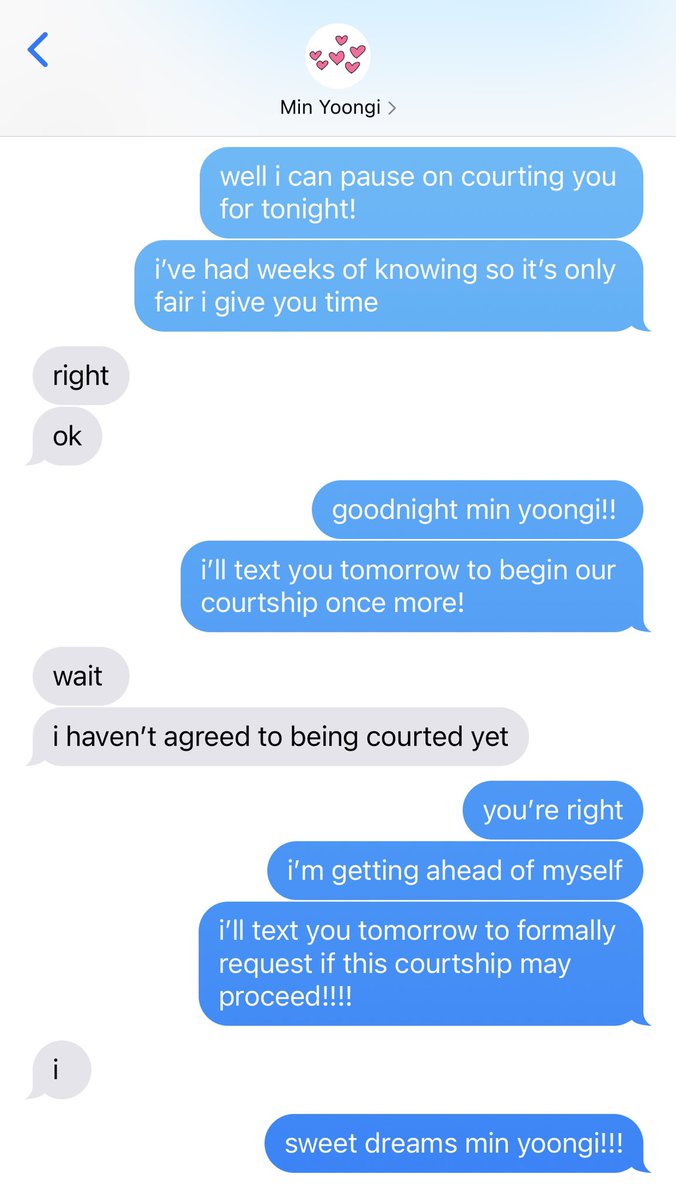 Min Yoongi
well i can pause on courting you
for tonight!
i’ve had weeks of knowing so it’s only
fair i give you time
right
ok
goodnight min yoongi!!
i’ll text you tomorrow to begin our
courtship once more!
wait
i haven’t agreed to being courted yet
you’re right
i’m getting ahead of myself
i’ll text you tomorrow to formally
request if this courtship may
proceed!!!!
i
sweet dreams min yoongi!!!